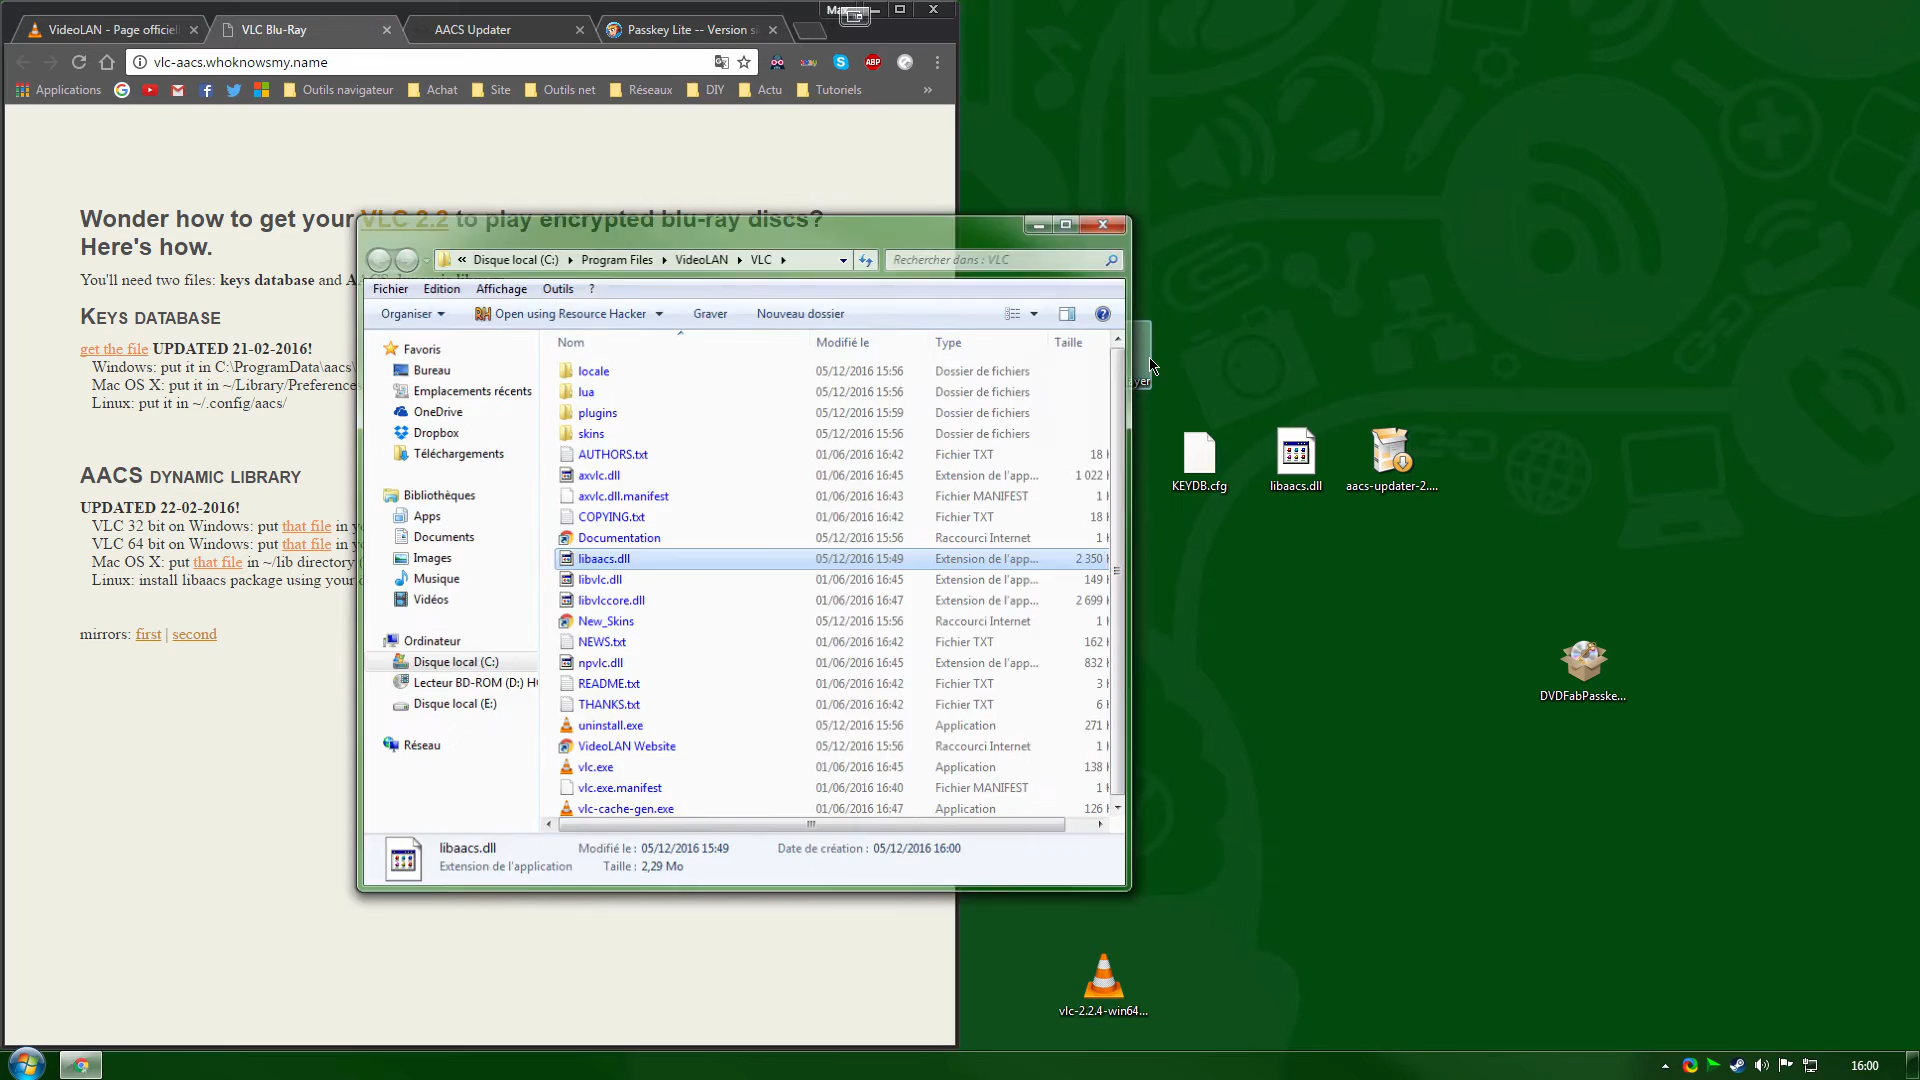 VideoLAN - Page officiel
VLC Blu-Ray
AACS Updater
Passkey Lite -- Version si
vlc-aacs.whoknowsmy.name
ABP
Applications
Outils navigateur
Achat
Site
Outils net
Réseaux
DIY
Actu
Tutoriels
»
Wonder how to get your VLC 2.2 to play encrypted blu-ray discs?
Here's how.
You'll need two files: keys database and
KEYS DATABASE
get the file UPDATED 21-02-2016!
Windows: put it in C:\ProgramData\aacs\
Mac OS X: put it in ~/Library/Preference
Linux: put it in ~/.config/aacs/
AACS DYNAMIC LIBRARY
UPDATED 22-02-2016!
VLC 32 bit on Windows: put that file in y
VLC 64 bit on Windows: put that file in y
Mac OS X: put that file in ~/lib directory (
Linux: install libaacs package using your
mirrors: first | second
« Disque local (C:) Program Files VideoLAN VLC
Rechercher dans : VLC
Fichier Edition Affichage Outils ?
Organiser
Open using Resource Hacker
Graver
Nouveau dossier
Favoris
Bureau
Emplacements récents
OneDrive
Dropbox
Téléchargements
Bibliothèques
Apps
Documents
Images
Musique
Vidéos
Ordinateur
Disque local (C:)
Lecteur BD-ROM (D:) H
Disque local (E:)
Réseau
Nom Modifié le Type Taille
locale 05/12/2016 15:56 Dossier de fichiers
lua 05/12/2016 15:56 Dossier de fichiers
plugins 05/12/2016 15:59 Dossier de fichiers
skins 05/12/2016 15:56 Dossier de fichiers
AUTHORS.txt 01/06/2016 16:42 Fichier TXT 18
axvlc.dll 01/06/2016 16:45 Extension de l'app... 1 022
axvlc.dll.manifest 01/06/2016 16:43 Fichier MANIFEST 1
COPYING.txt 01/06/2016 16:42 Fichier TXT 18
Documentation 05/12/2016 15:56 Raccourci Internet 1
libaacs.dll 05/12/2016 15:49 Extension de l'app... 2 350
libvlc.dll 01/06/2016 16:45 Extension de l'app... 149
libvlccore.dll 01/06/2016 16:47 Extension de l'app... 2 699
New_Skins 05/12/2016 15:56 Raccourci Internet 1
NEWS.txt 01/06/2016 16:42 Fichier TXT 162
npvlc.dll 01/06/2016 16:45 Extension de l'app... 832
README.txt 01/06/2016 16:42 Fichier TXT 3
THANKS.txt 01/06/2016 16:42 Fichier TXT 6
uninstall.exe 05/12/2016 15:56 Application 271
VideoLAN Website 05/12/2016 15:56 Raccourci Internet 1
vlc.exe 01/06/2016 16:45 Application 138
vlc.exe.manifest 01/06/2016 16:40 Fichier MANIFEST 1
vlc-cache-gen.exe 01/06/2016 16:47 Application 126
libaacs.dll Modifié le : 05/12/2016 15:49 Date de création : 05/12/2016 16:00
Extension de l'application Taille : 2,29 Mo
ayer
KEYDB.cfg
libaacs.dll
aacs-updater-2....
DVDFabPasske...
vlc-2.2.4-win64...
16:00